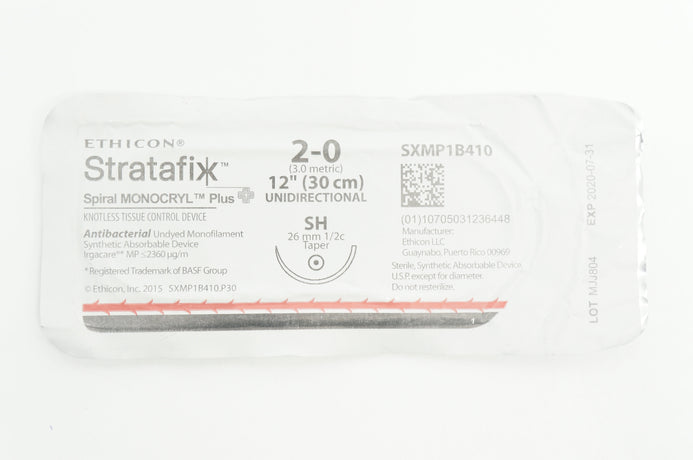 ETHICON®
Stratafix™
Spiral MONOCRYL™ Plus
KNOTLESS TISSUE CONTROL DEVICE
Antibacterial Undyed Monofilament
Synthetic Absorbable Device
Irgacare** MP ≤2360 µg/m
* Registered Trademark of BASF Group
© Ethicon, Inc. 2015 SXMP1B410.P30
2-0
(3.0 metric)
12" (30 cm)
UNIDIRECTIONAL
SH
26 mm 1/2c
Taper
SXMP1B410
(01)10705031236448
Manufacturer:
Ethicon LLC
Guaynabo, Puerto Rico 00969
Sterile, Synthetic Absorbable Device,
U.S.P. except for diameter.
Do not resterilize.
LOT MJJ804 EXP 2020-07-31